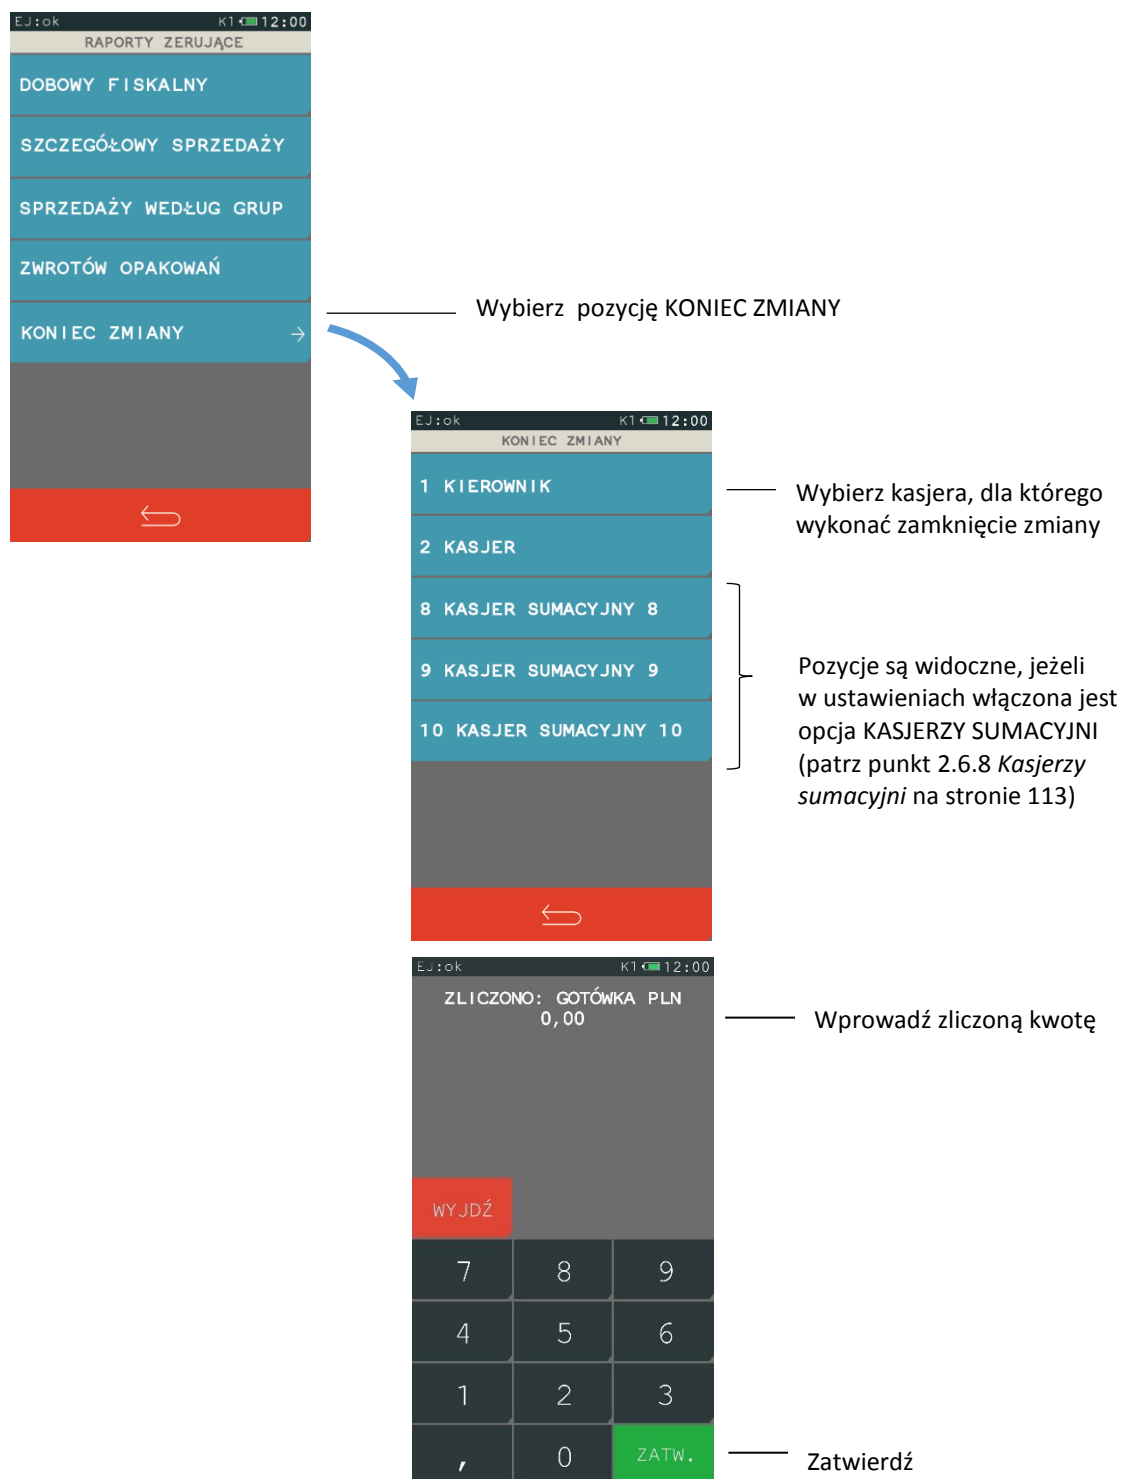 EJ:ok K1 12:00
RAPORTY ZERUJĄCE
DOBOWY FISKALNY
SZCZEGÓŁOWY SPRZEDAŻY
SPRZEDAŻY WEDŁUG GRUP
ZWROTÓW OPAKOWAŃ
KONIEC ZMIANY →
Wybierz pozycję KONIEC ZMIANY
EJ:ok K1 12:00
KONIEC ZMIANY
1 KIEROWNIK
2 KASJER
8 KASJER SUMACYJNY 8
9 KASJER SUMACYJNY 9
10 KASJER SUMACYJNY 10
Wybierz kasjera, dla którego
wykonać zamknięcie zmiany
Pozycje są widoczne, jeżeli
w ustawieniach włączona jest
opcja KASJERZY SUMACYJNI
(patrz punkt 2.6.8 Kasjerzy
sumacyjni na stronie 113)
EJ:ok K1 12:00
ZLICZONO: GOTÓWKA PLN
0,00
Wprowadź zliczoną kwotę
WYJDŹ
7 8 9
4 5 6
1 2 3
, 0 ZATW.
Zatwierdź